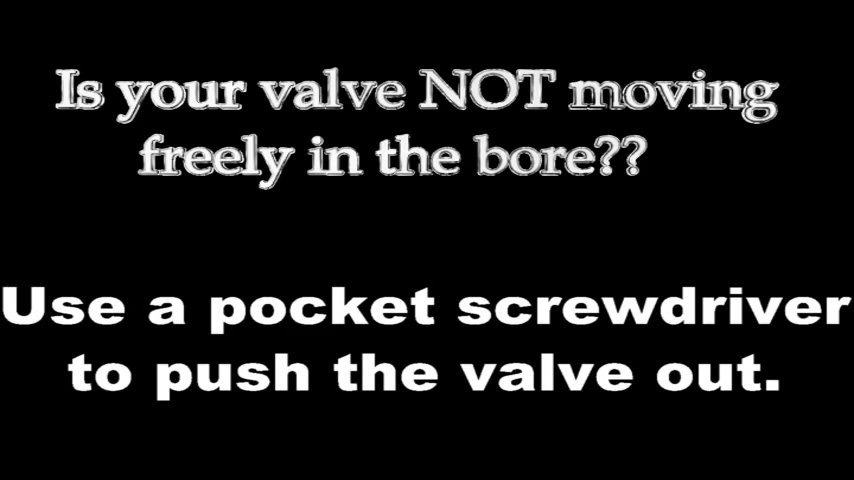 Is your valve NOT moving
freely in the bore??
Use a pocket screwdriver
to push the valve out.